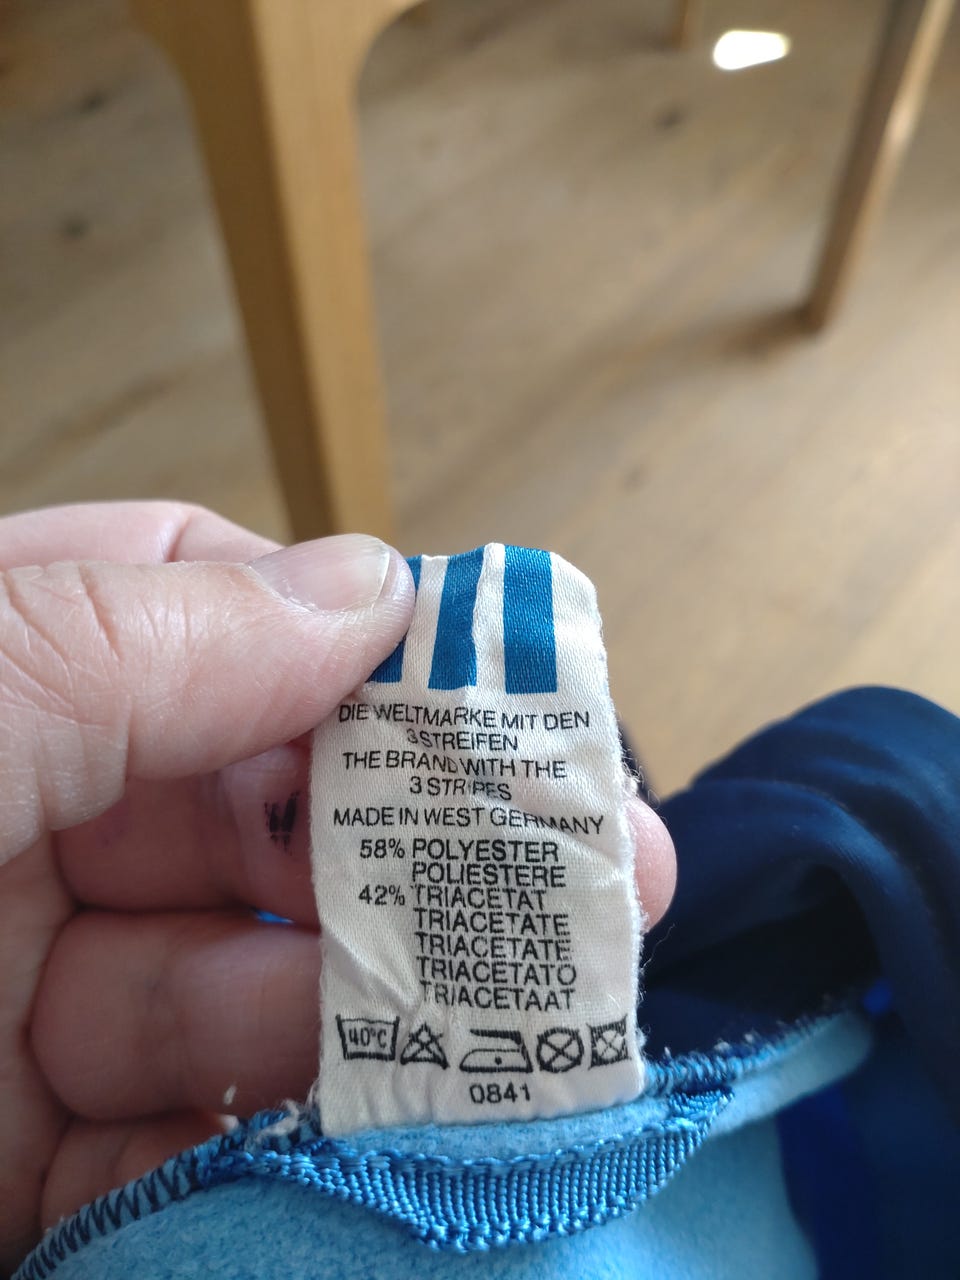 DIE WELTMARKE MIT DEN
3 STREIFEN
THE BRAND WITH THE
3 STRIPES
MADE IN WEST GERMANY
58% POLYESTER
POLIESTERE
42% TRIACETAT
TRIACETATE
TRIACETATE
TRIACETATO
TRIACETAAT
40°C
0841